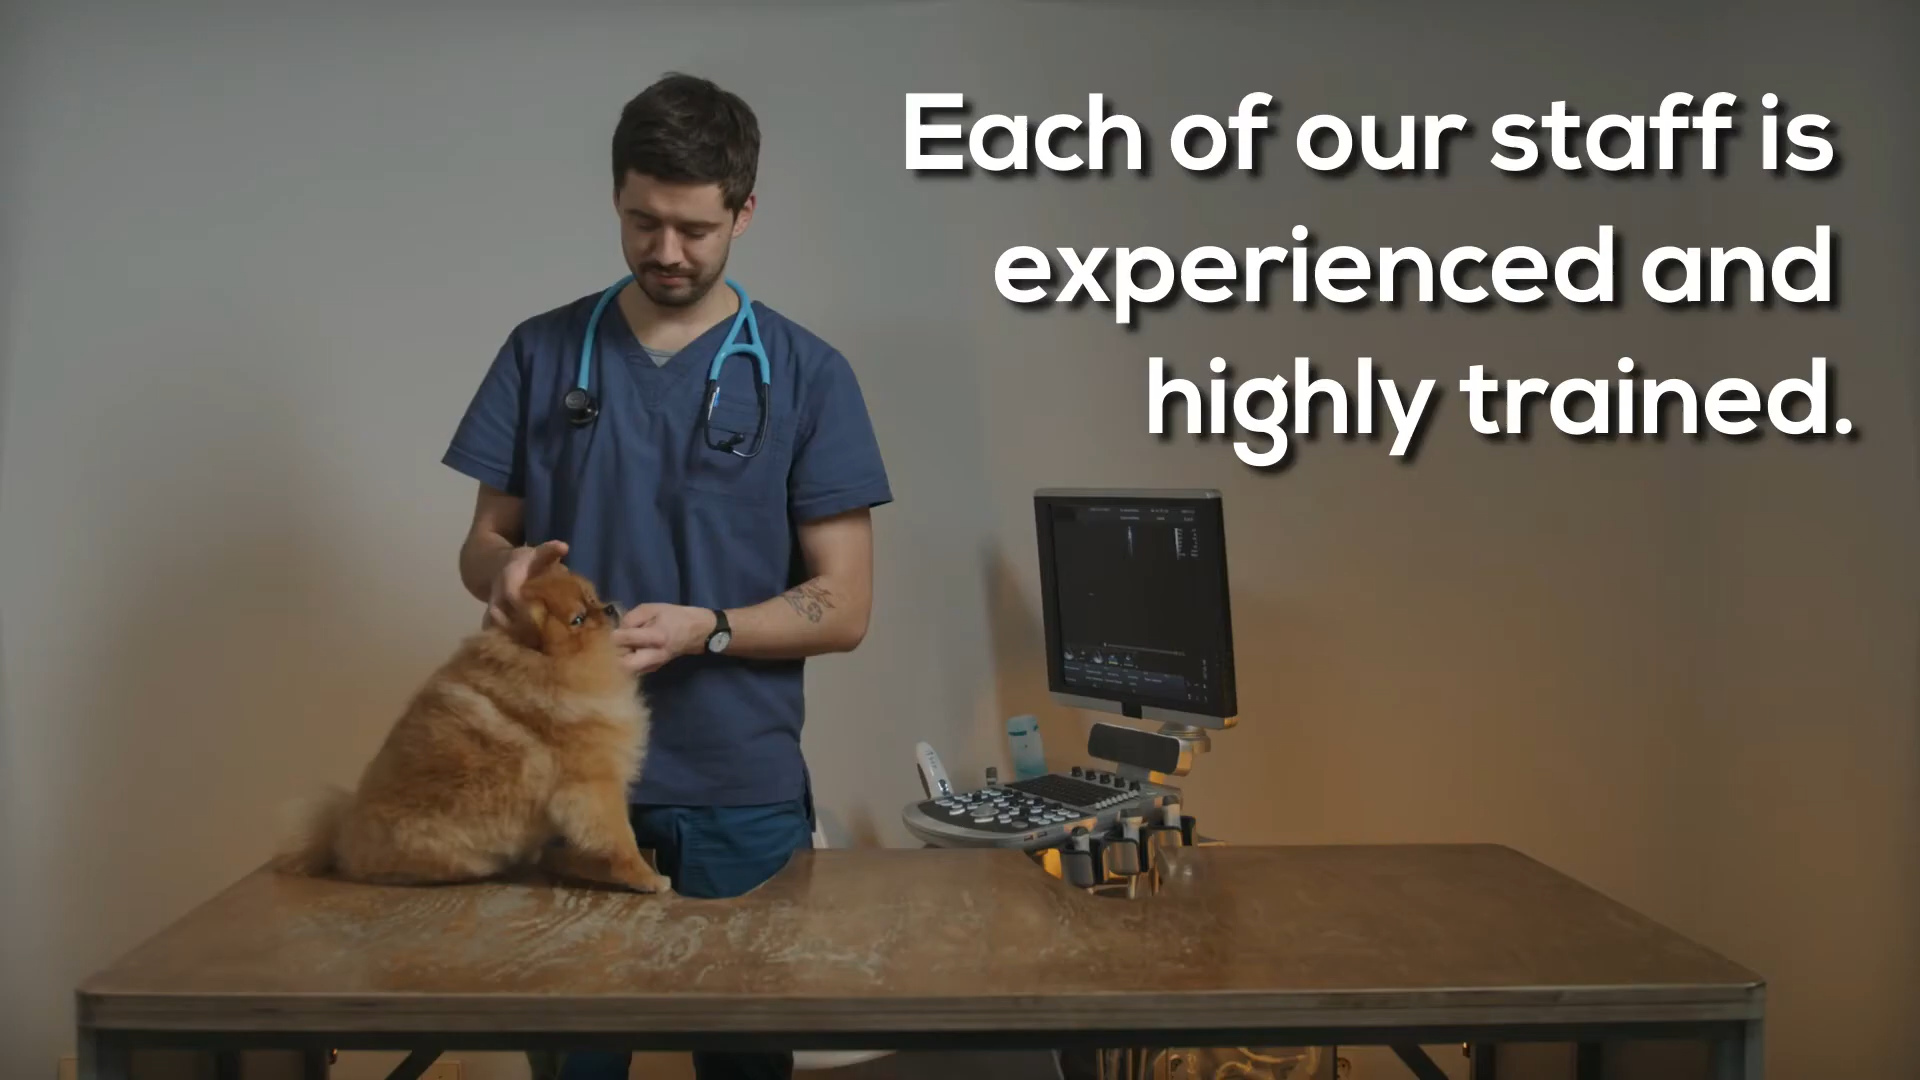 Each of our staff is
experienced and
highly trained.